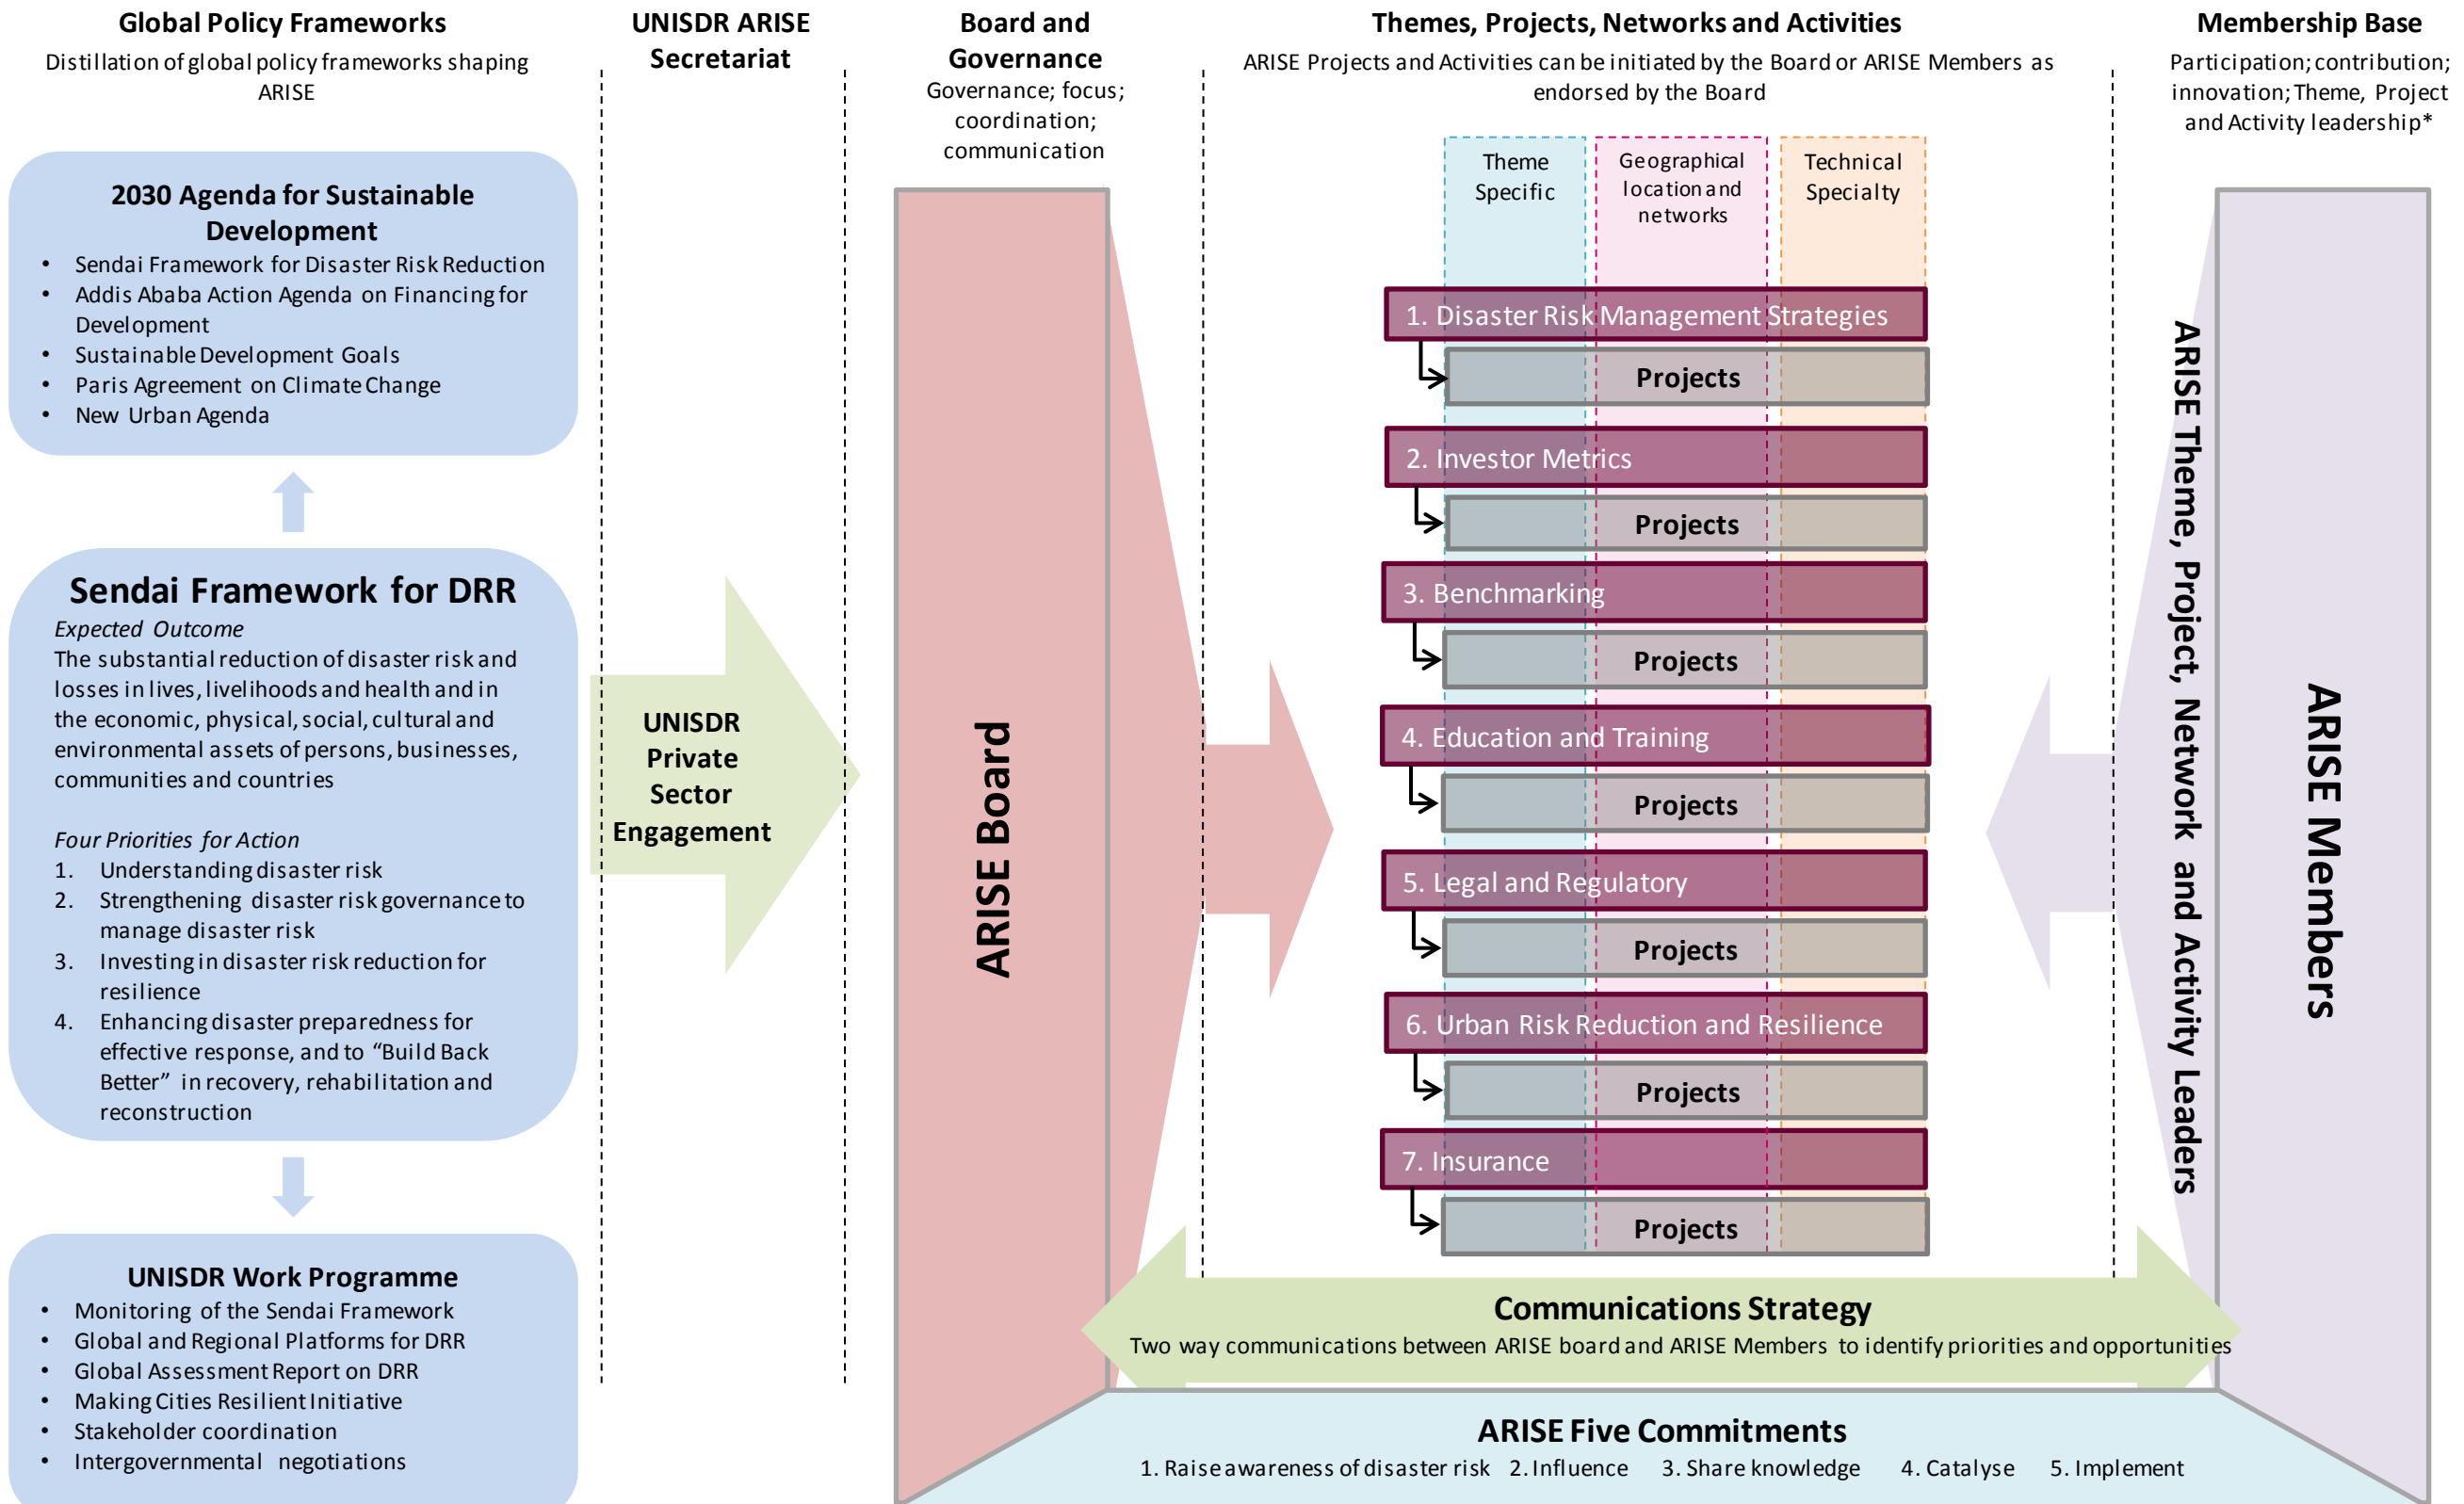 Global Policy Frameworks
Distillation of global policy frameworks shaping
ARISE
2030 Agenda for Sustainable
Development
• Sendai Framework for Disaster Risk Reduction
• Addis Ababa Action Agenda on Financing for
Development
• Sustainable Development Goals
• Paris Agreement on Climate Change
• New Urban Agenda
Sendai Framework for DRR
Expected Outcome
The substantial reduction of disaster risk and
losses in lives, livelihoods and health and in
the economic, physical, social, cultural and
environmental assets of persons, businesses,
communities and countries
Four Priorities for Action
1. Understanding disaster risk
2. Strengthening disaster risk governance to
manage disaster risk
3. Investing in disaster risk reduction for
resilience
4. Enhancing disaster preparedness for
effective response, and to “Build Back
Better” in recovery, rehabilitation and
reconstruction
UNISDR Work Programme
• Monitoring of the Sendai Framework
• Global and Regional Platforms for DRR
• Global Assessment Report on DRR
• Making Cities Resilient Initiative
• Stakeholder coordination
• Intergovernmental negotiations
UNISDR ARISE
Secretariat
UNISDR
Private
Sector
Engagement
Board and
Governance
Governance; focus;
coordination;
communication
ARISE Board
Themes, Projects, Networks and Activities
ARISE Projects and Activities can be initiated by the Board or ARISE Members as
endorsed by the Board
Theme
Specific
Geographical
location and
networks
Technical
Specialty
1. Disaster Risk Management Strategies
Projects
2. Investor Metrics
Projects
3. Benchmarking
Projects
4. Education and Training
Projects
5. Legal and Regulatory
Projects
6. Urban Risk Reduction and Resilience
Projects
7. Insurance
Projects
Membership Base
Participation; contribution;
innovation; Theme, Project
and Activity leadership*
ARISE Theme, Project, Network and Activity Leaders
ARISE Members
Communications Strategy
Two way communications between ARISE board and ARISE Members to identify priorities and opportunities
ARISE Five Commitments
1. Raise awareness of disaster risk 2. Influence 3. Share knowledge 4. Catalyse 5. Implement